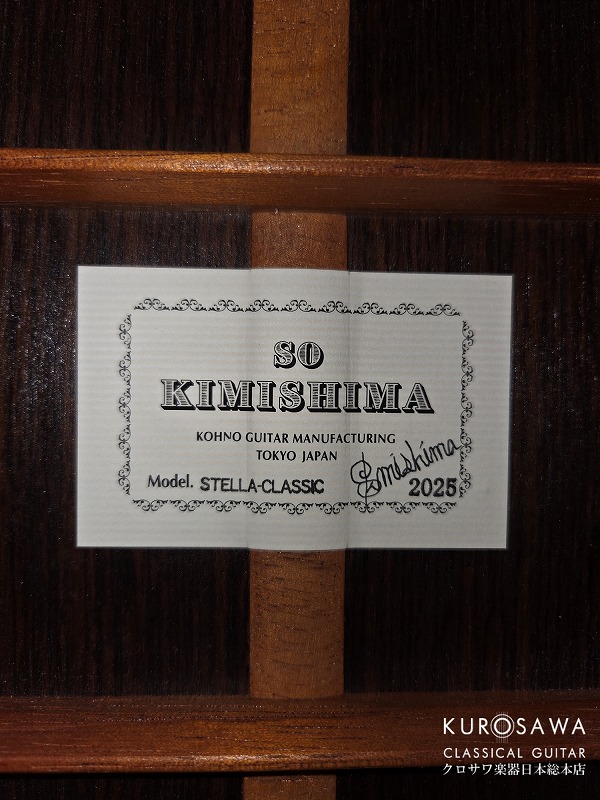 SO
KIMISHIMA
KOHNO GUITAR MANUFACTURING
TOKYO JAPAN
Model. STELLA-CLASSIC
Kimishima
2025
KUROSAWA
CLASSICAL GUITAR
クロサワ楽器日本総本店